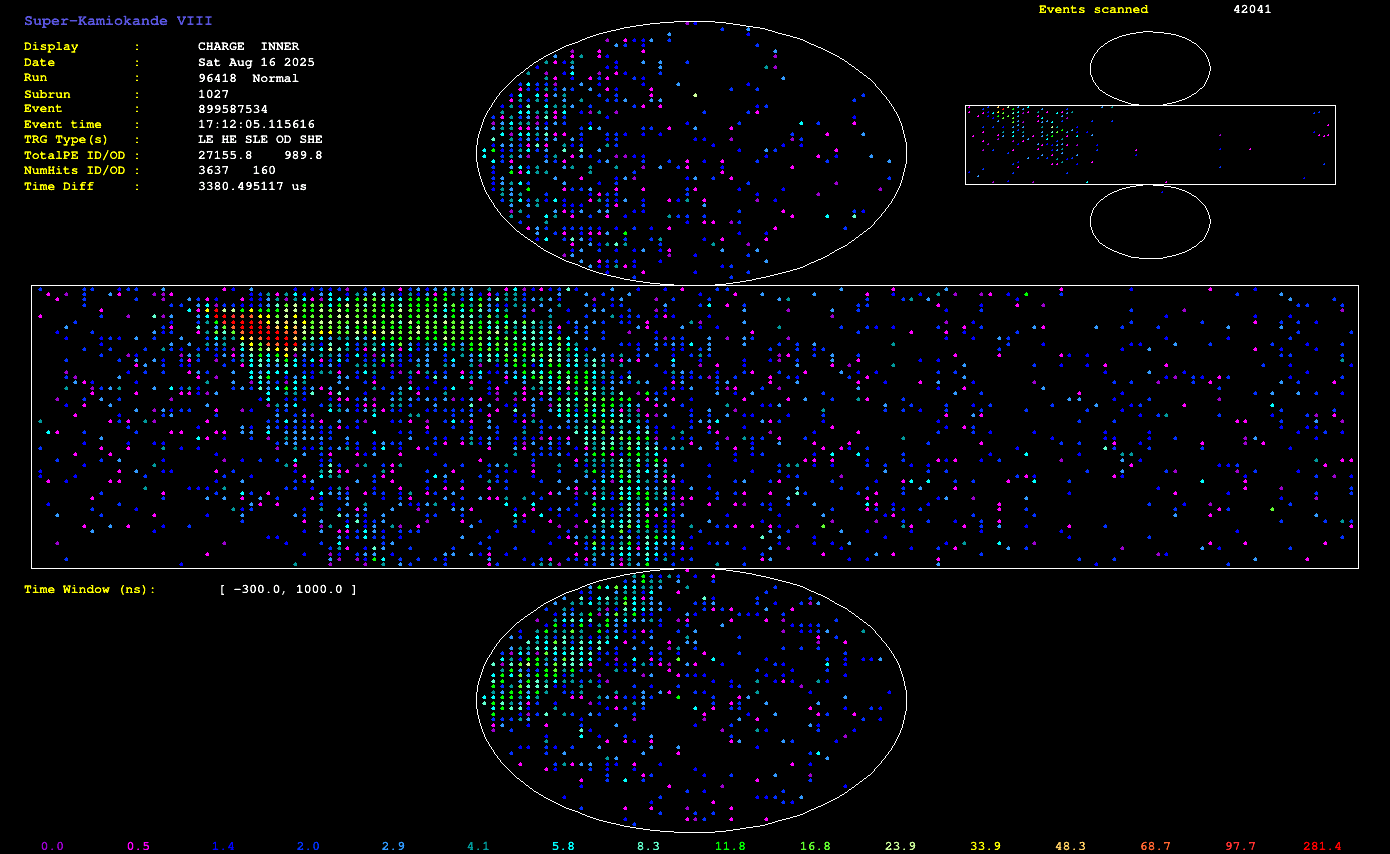 Super-Kamiokande VIII
Display : CHARGE INNER
Date : Sat Aug 16 2025
Run : 96418 Normal
Subrun : 1027
Event : 899587534
Event time : 17:12:05.115616
TRG Type(s) : LE HE SLE OD SHE
TotalPE ID/OD : 27155.8 989.8
NumHits ID/OD : 3637 160
Time Diff : 3380.495117 us
Events scanned 42041
Time Window (ns): [ -300.0, 1000.0 ]
0.0 0.5 1.4 2.0 2.9 4.1 5.8 8.3 11.8 16.8 23.9 33.9 48.3 68.7 97.7 281.4